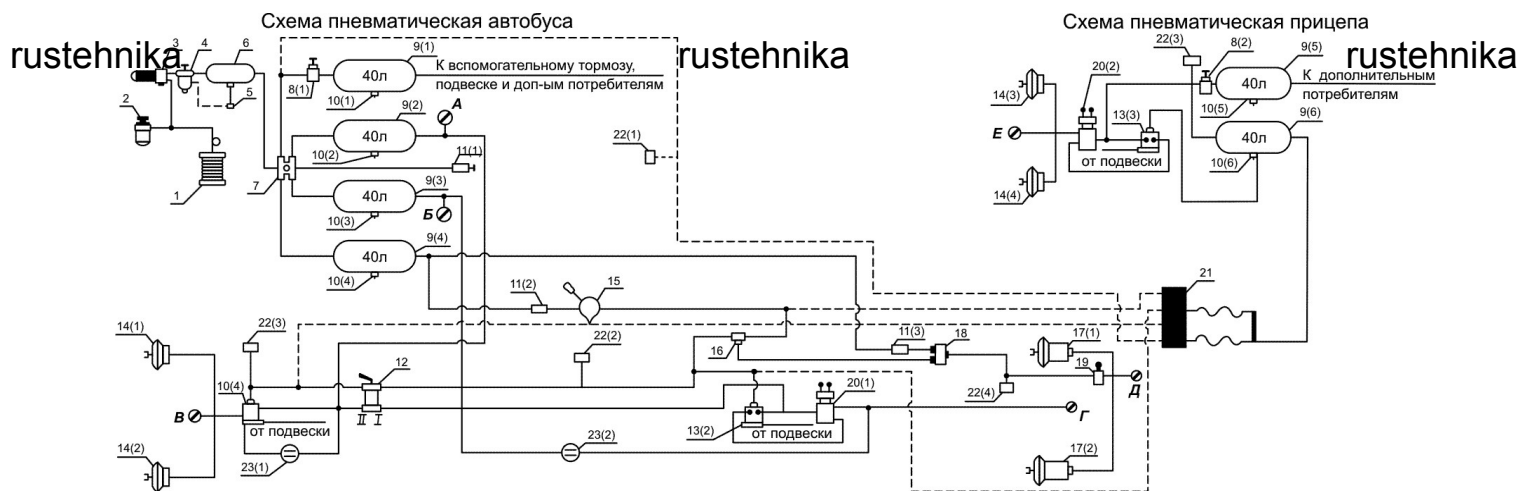 Схема пневматическая автобуса
Схема пневматическая прицепа
rustehnika
rustehnika
rustehnika
3
4
6
5
2
1
7
8(1)
9(1)
40л
10(1)
К вспомогательному тормозу,
подвеске и доп-ым потребителям
9(2)
А
40л
10(2)
11(1)
9(3)
40л
Б
10(3)
9(4)
40л
10(4)
22(1)
22(3)
8(2)
9(5)
20(2)
40л
К дополнительным
потребителям
10(5)
14(3)
13(3)
9(6)
Е
40л
от подвески
10(6)
14(4)
11(2)
15
21
14(1)
22(3)
12
22(2)
16
11(3)
18
17(1)
19
10(4)
20(1)
22(4)
Д
В
II I
Г
от подвески
13(2)
от подвески
14(2)
23(1)
23(2)
17(2)